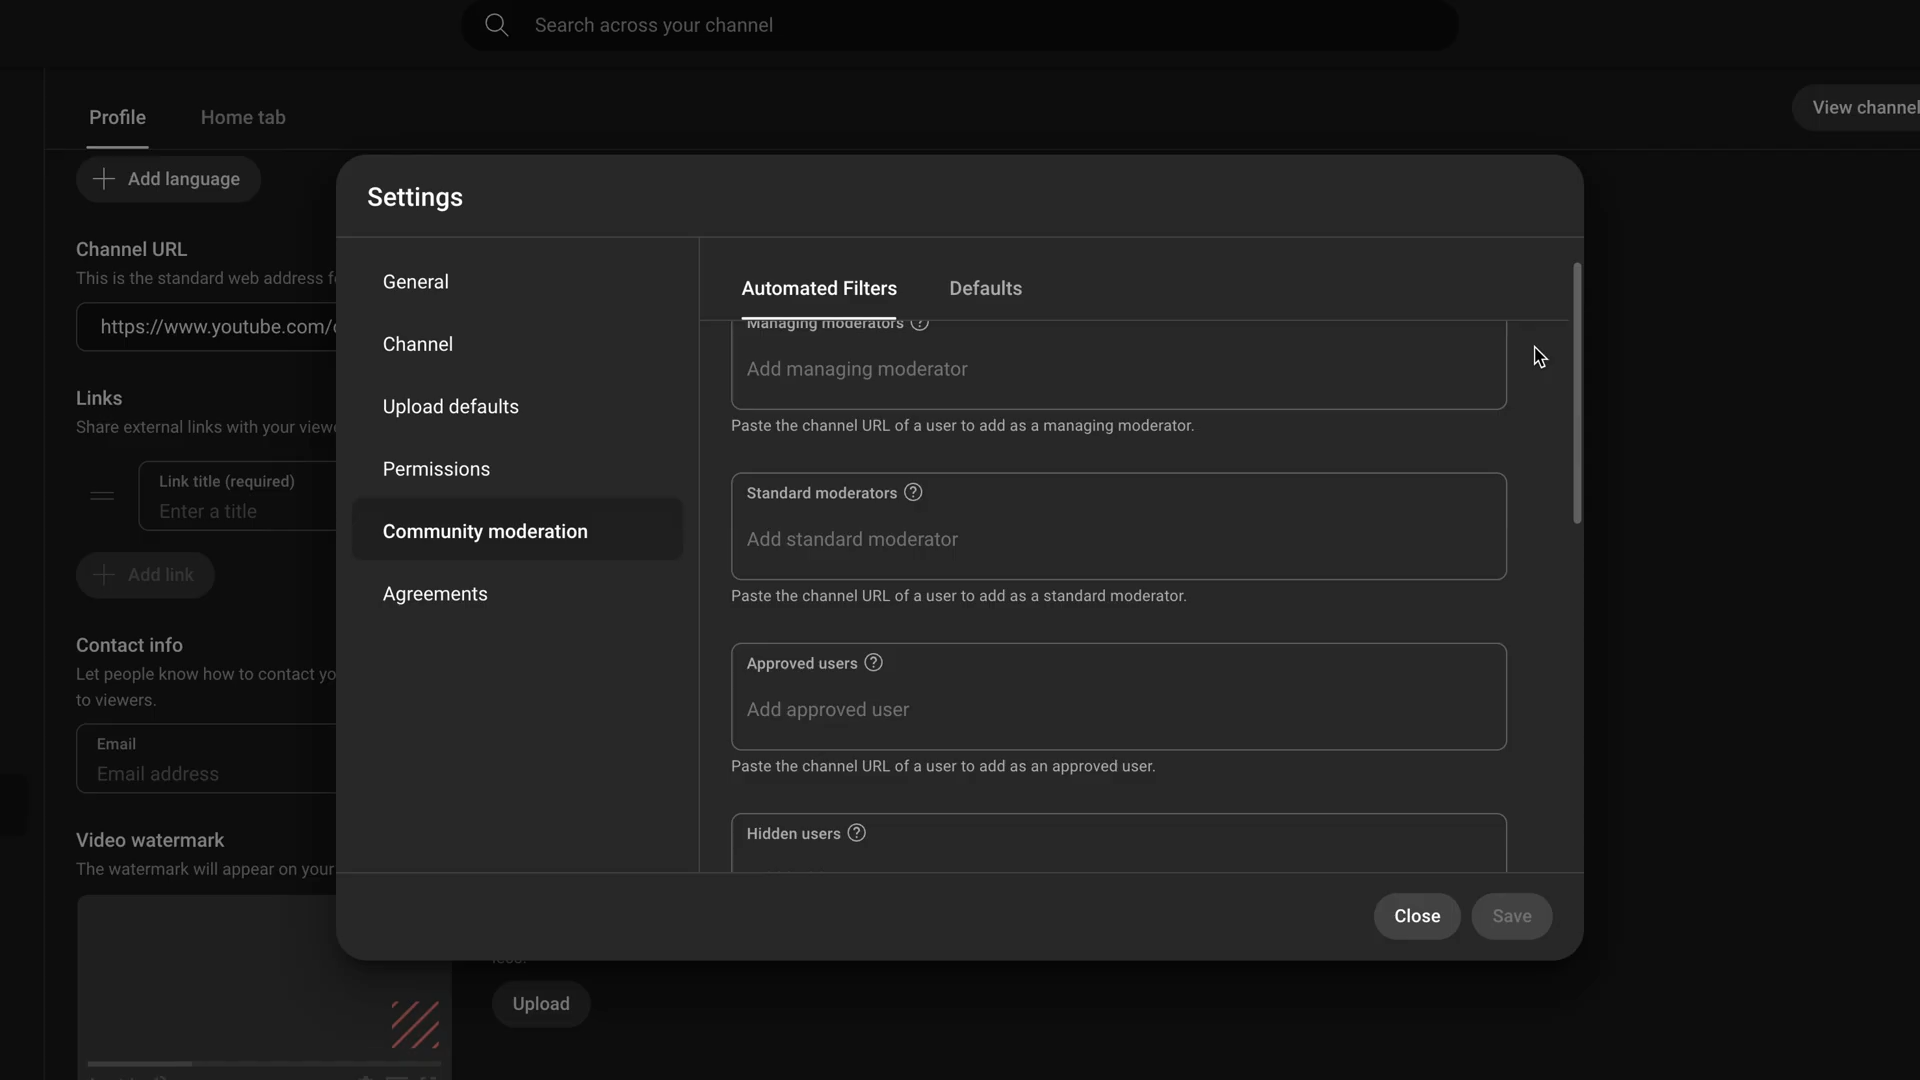 Search across your channel
Profile
Home tab
View channel
Add language
Channel URL
This is the standard web address
https://www.youtube.com/
Links
Share external links with your
Link title (required)
Enter a title
Add link
Contact info
Let people know how to contact
to viewers.
Email
Email address
Video watermark
The watermark will appear on your
Upload
Settings
General
Channel
Upload defaults
Permissions
Community moderation
Agreements
Automated Filters
Defaults
Managing moderators
Add managing moderator
Paste the channel URL of a user to add as a managing moderator.
Standard moderators
Add standard moderator
Paste the channel URL of a user to add as a standard moderator.
Approved users
Add approved user
Paste the channel URL of a user to add as an approved user.
Hidden users
Close
Save